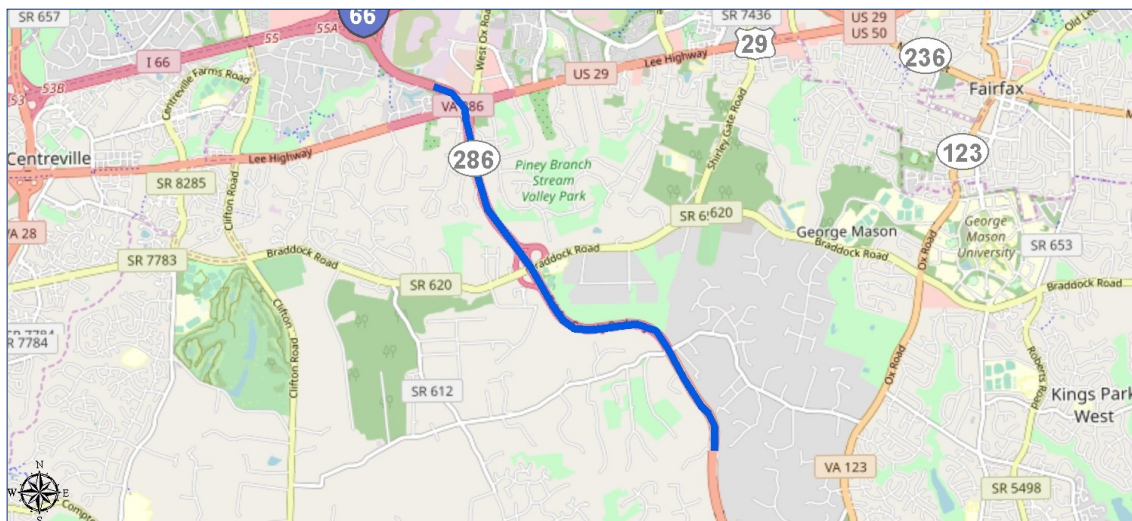 SR 657
66
SR 7436
US 29
US 50
Old Lee
55
55A
I 66
West Ox Road
US 29
Lee Highway
29
236
53
53B
Centreville Farms Road
VA 286
Fairfax
Shirley Gate Road
Centreville
Lee Highway
286
123
SR 8285
Clifton Road
Piney Branch
Stream
Valley Park
SR 620
VA 28
George Mason
George
Mason
University
SR 653
Braddock Road
Braddock Road
Braddock Road
Braddock Road
SR 7783
SR 620
Ox Road
Clifton
SR 7784
R 7784
Clifton Road
SR 612
Ox Road
Roberts Road
Kings Park
West
VA 123
SR 5498
N
W
E
S